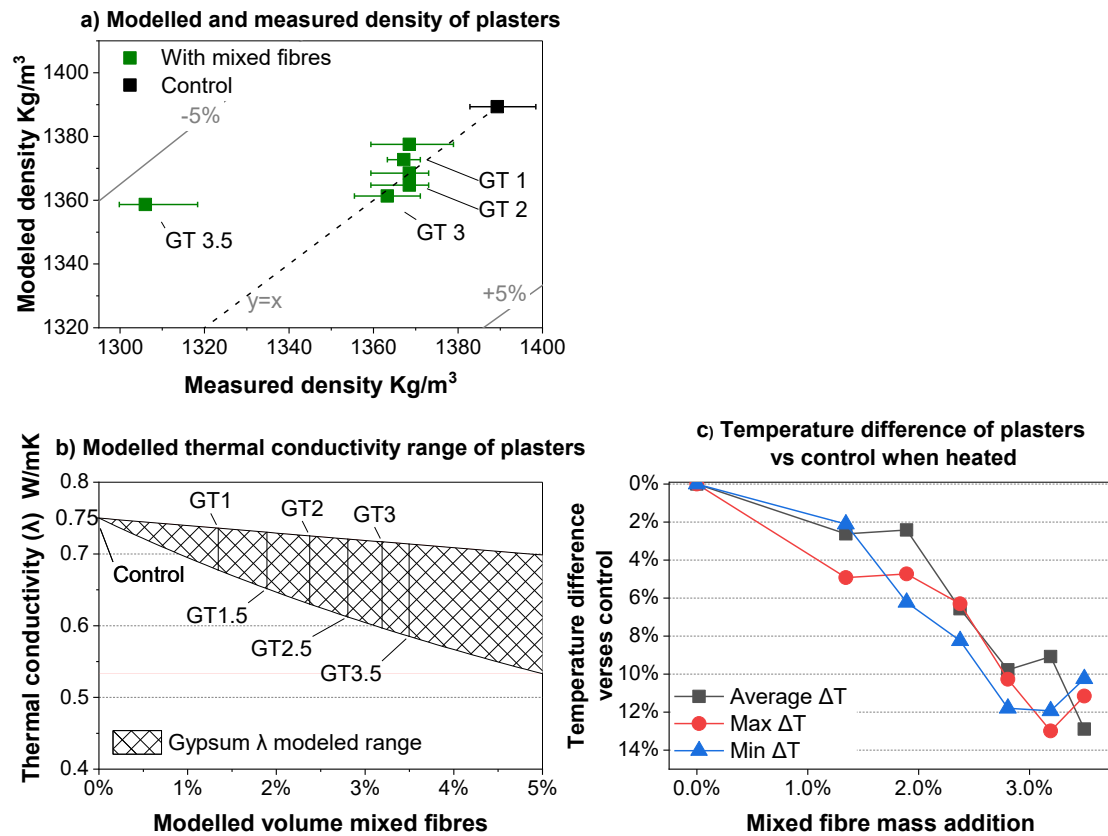 a) Modelled and measured density of plasters
With mixed fibres
Control
-5%
GT 1
GT 2
GT 3
GT 3.5
y=x
+5%
1400
1380
1360
1340
1320
Modeled density Kg/m³
1300 1320 1340 1360 1380 1400
Measured density Kg/m³
b) Modelled thermal conductivity range of plasters
0.8
0.75
0.7
0.6
0.5
0.4
Thermal conductivity (λ) W/mK
GT1
GT2
GT3
Control
GT1.5
GT2.5
GT3.5
Gypsum λ modeled range
0% 1% 2% 3% 4% 5%
Modelled volume mixed fibres
c) Temperature difference of plasters
vs control when heated
0%
2%
4%
6%
8%
10%
12%
14%
Temperature difference
verses control
Average ΔT
Max ΔT
Min ΔT
0.0% 1.0% 2.0% 3.0%
Mixed fibre mass addition